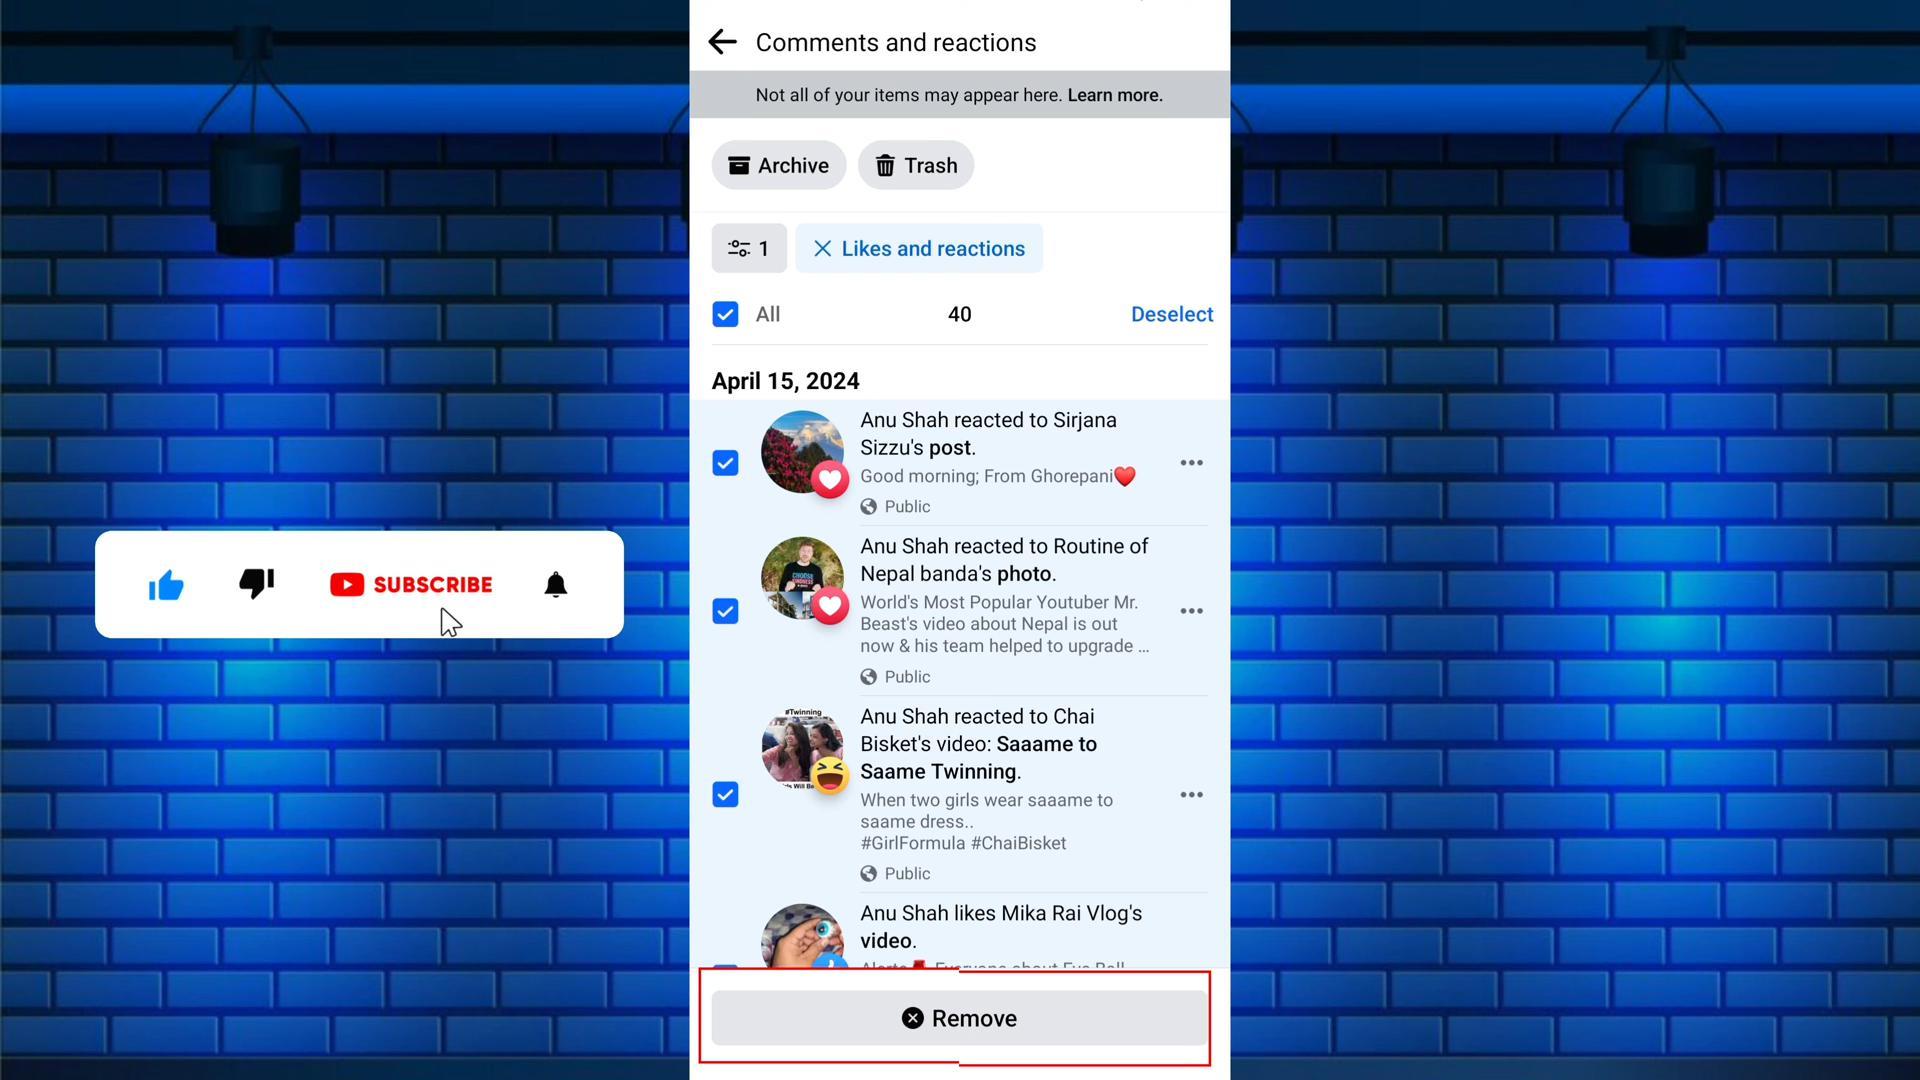 Comments and reactions
Not all of your items may appear here. Learn more.
Archive
Trash
1
Likes and reactions
All
40
Deselect
April 15, 2024
Anu Shah reacted to Sirjana
Sizzu's post.
Good morning; From Ghorepani❤️
Public
Anu Shah reacted to Routine of
Nepal banda's photo.
World's Most Popular Youtuber Mr.
Beast's video about Nepal is out
now & his team helped to upgrade ...
Public
#Twinning
Anu Shah reacted to Chai
Bisket's video: Saaame to
Saame Twinning.
When two girls wear saaame to
saame dress..
#GirlFormula #ChaiBisket
Public
Anu Shah likes Mika Rai Vlog's
video.
Remove
SUBSCRIBE